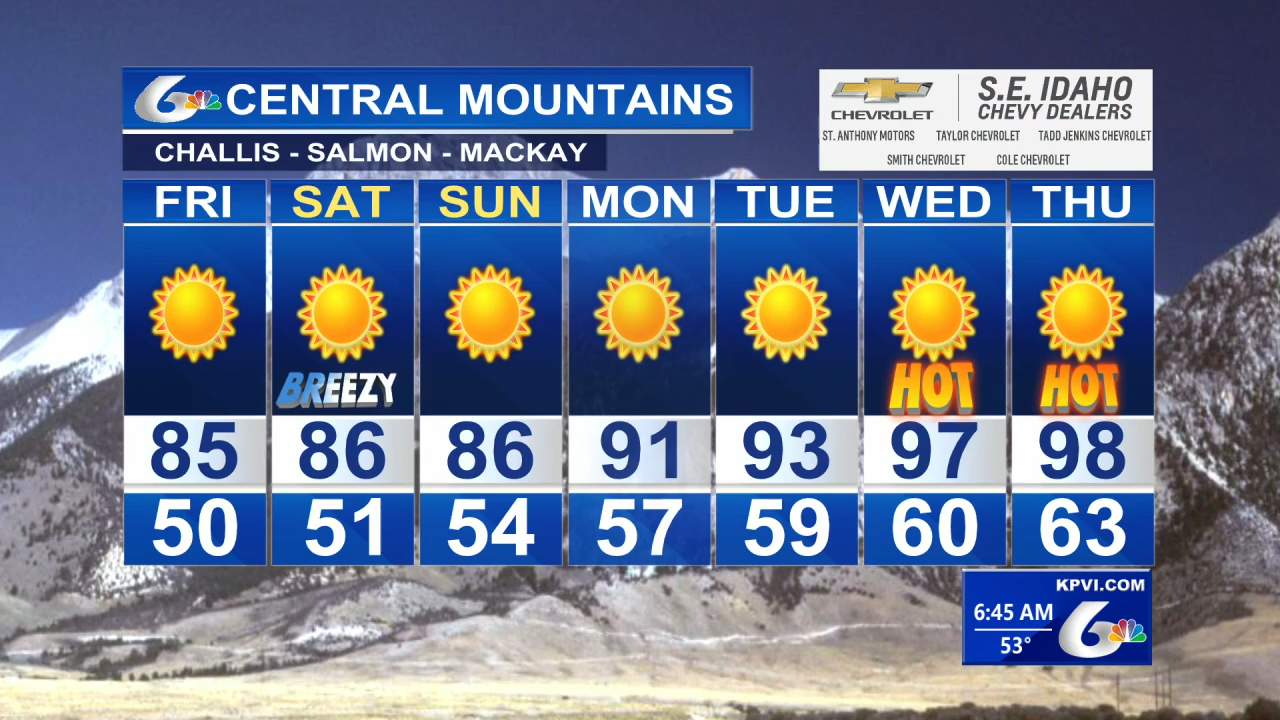 6 CENTRAL MOUNTAINS
CHALLIS - SALMON - MACKAY
CHEVROLET
S.E. IDAHO
CHEVY DEALERS
ST. ANTHONY MOTORS TAYLOR CHEVROLET TADD JENKINS CHEVROLET
SMITH CHEVROLET COLE CHEVROLET
FRI SAT SUN MON TUE WED THU
BREEZY HOT HOT
85 86 86 91 93 97 98
50 51 54 57 59 60 63
KPVI.COM
6:45 AM
53°
6